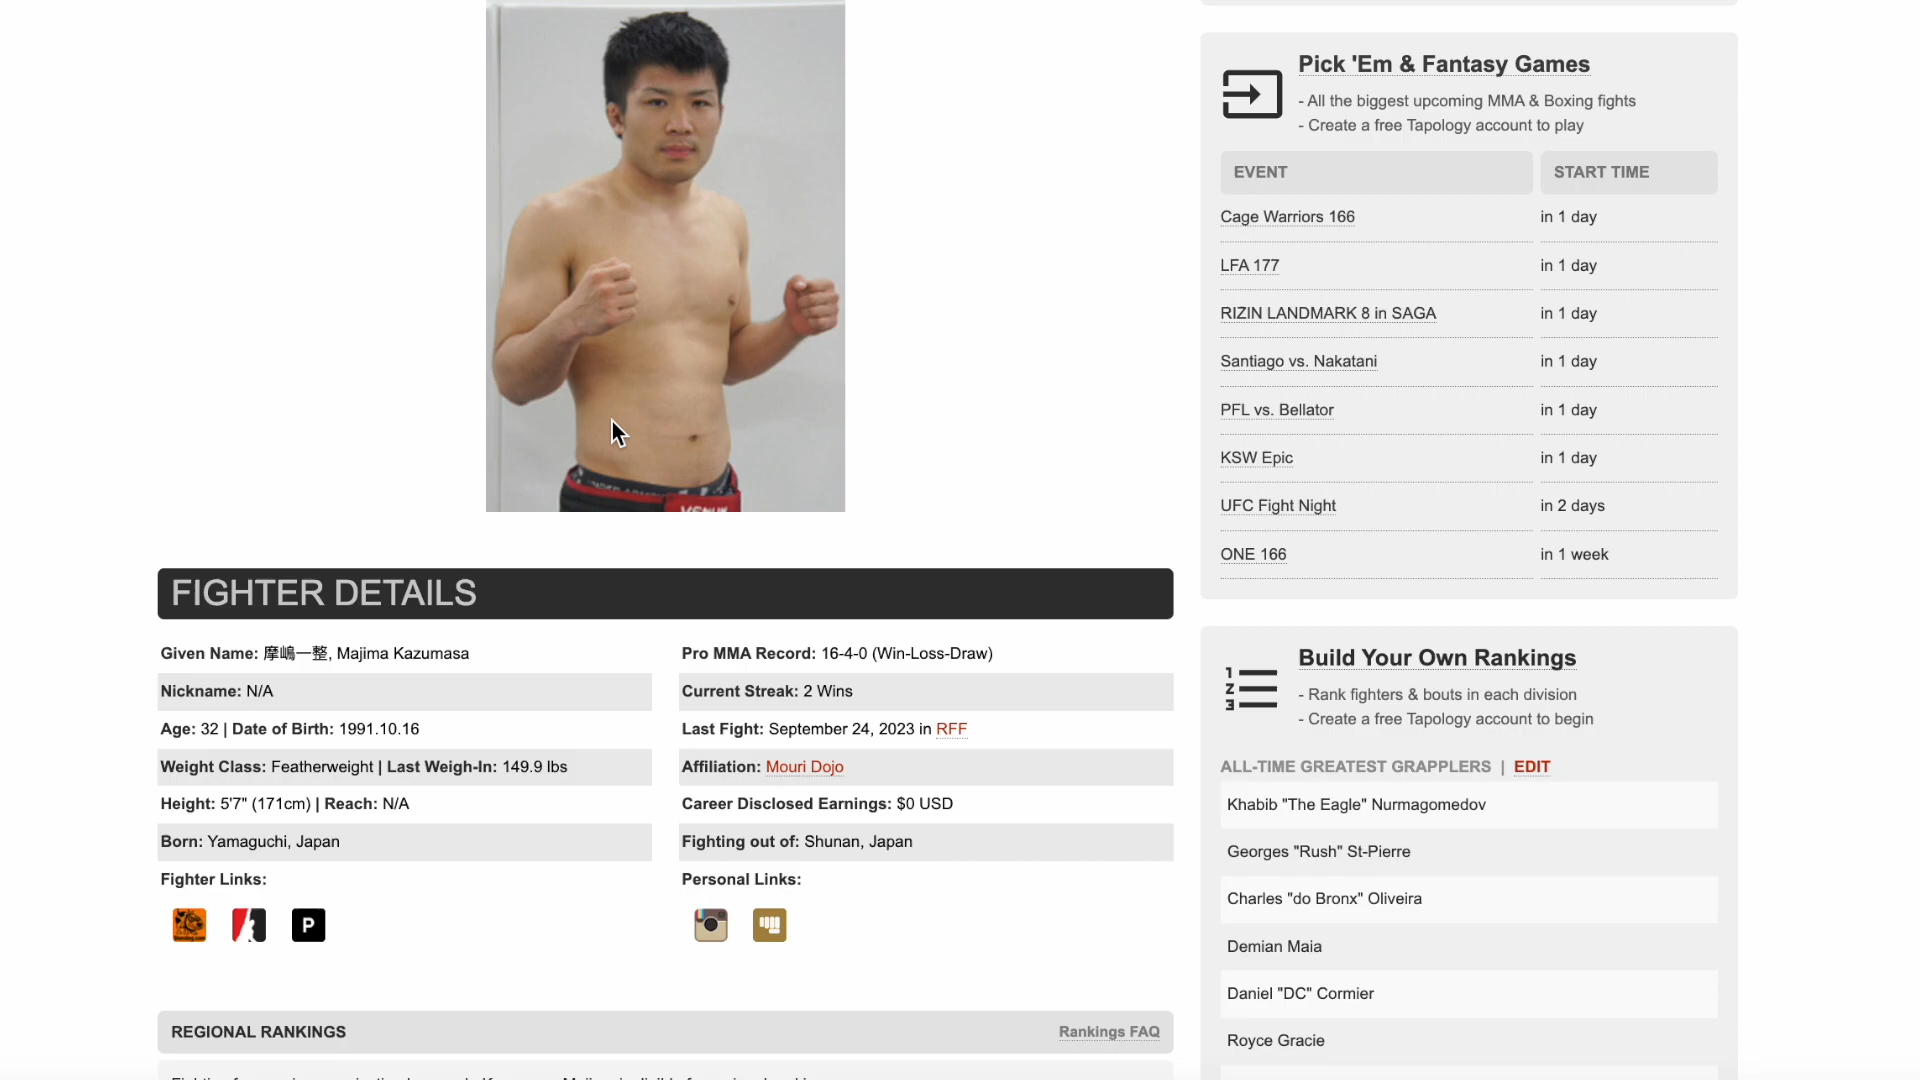 UNDER ARMOUR
VENUM
Pick 'Em & Fantasy Games
- All the biggest upcoming MMA & Boxing fights
- Create a free Tapology account to play
EVENT START TIME
Cage Warriors 166 in 1 day
LFA 177 in 1 day
RIZIN LANDMARK 8 in SAGA in 1 day
Santiago vs. Nakatani in 1 day
PFL vs. Bellator in 1 day
KSW Epic in 1 day
UFC Fight Night in 2 days
ONE 166 in 1 week
FIGHTER DETAILS
Given Name: 摩嶋一整, Majima Kazumasa
Pro MMA Record: 16-4-0 (Win-Loss-Draw)
Nickname: N/A
Current Streak: 2 Wins
Age: 32 | Date of Birth: 1991.10.16
Last Fight: September 24, 2023 in RFF
Weight Class: Featherweight | Last Weigh-In: 149.9 lbs
Affiliation: Mouri Dojo
Height: 5'7" (171cm) | Reach: N/A
Career Disclosed Earnings: $0 USD
Born: Yamaguchi, Japan
Fighting out of: Shunan, Japan
Fighter Links:
Personal Links:
P
REGIONAL RANKINGS
Rankings FAQ
1
2
3
Build Your Own Rankings
- Rank fighters & bouts in each division
- Create a free Tapology account to begin
ALL-TIME GREATEST GRAPPLERS | EDIT
Khabib "The Eagle" Nurmagomedov
Georges "Rush" St-Pierre
Charles "do Bronx" Oliveira
Demian Maia
Daniel "DC" Cormier
Royce Gracie